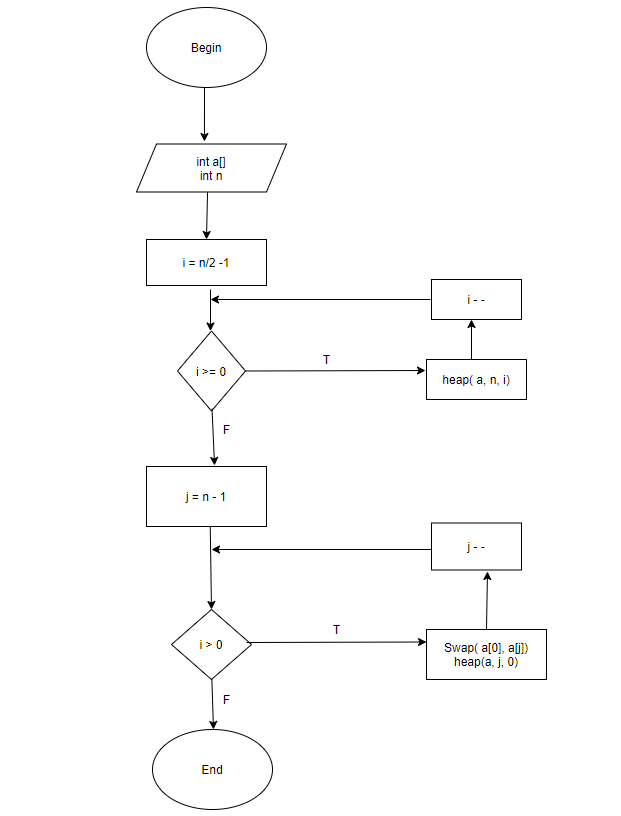 Begin
int a[]
int n
i = n/2 -1
i - -
i >= 0
T
heap( a, n, i)
F
j = n - 1
j - -
i > 0
T
Swap( a[0], a[j])
heap(a, j, 0)
F
End